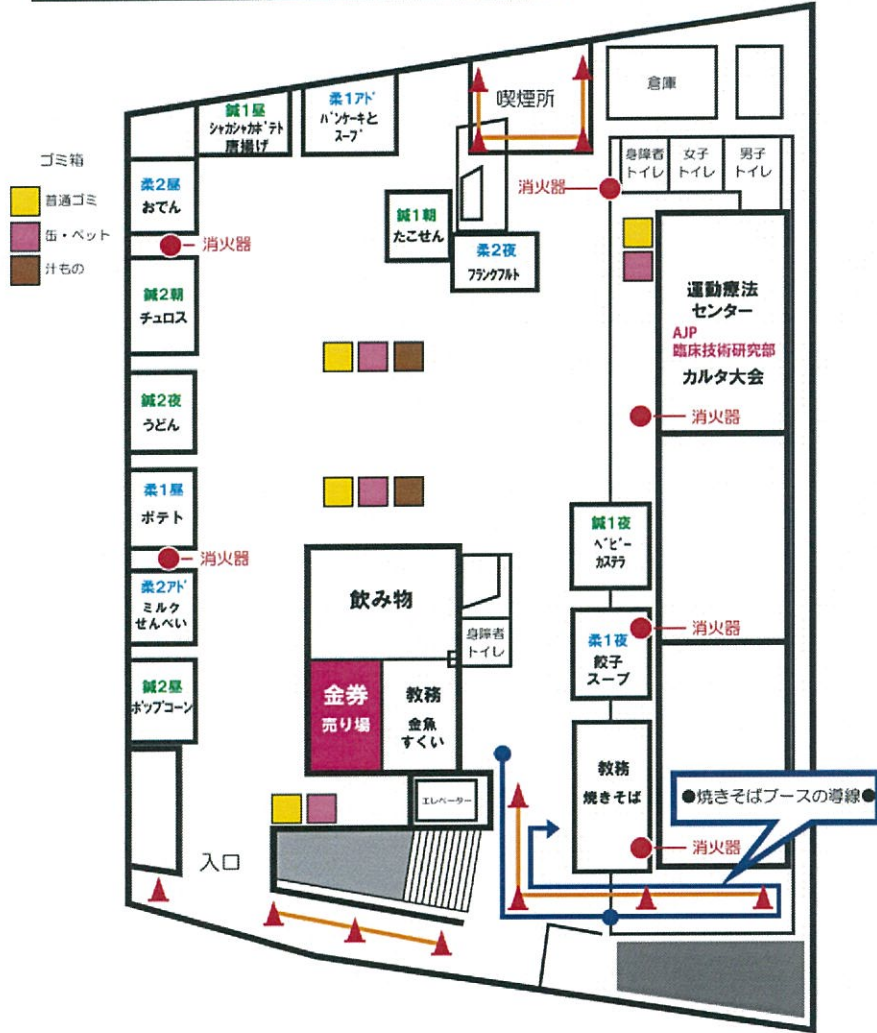 鍼1昼
シャカシャカポテト
唐揚げ
柔1アド
パンケーキと
スープ
喫煙所
倉庫
ゴミ箱
普通ゴミ
缶・ペット
汁もの
柔2昼
おでん
消火器
鍼1朝
たこせん
柔2夜
フランクフルト
消火器
身障者
トイレ
女子
トイレ
男子
トイレ
鍼2朝
チュロス
運動療法
センター
AJP
臨床技術研究部
カルタ大会
消火器
鍼2夜
うどん
柔1昼
ポテト
消火器
柔2アド
ミルク
せんべい
鍼2昼
ポップコーン
飲み物
身障者
トイレ
金券
売り場
教務
金魚
すくい
エレベーター
鍼1夜
ベビー
カステラ
柔1夜
餃子
スープ
消火器
教務
焼きそば
消火器
●焼きそばブースの導線●
入口